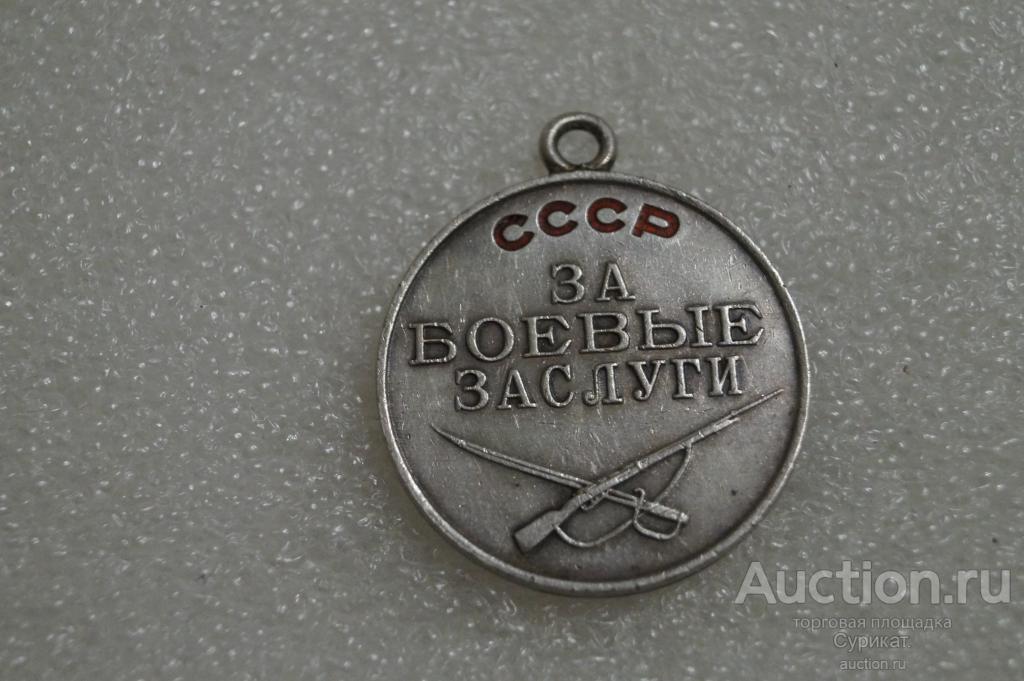 СССР
ЗА
БОЕВЫЕ
ЗАСЛУГИ
Auction.ru
торговая площадка
Сурикат.
auction.ru